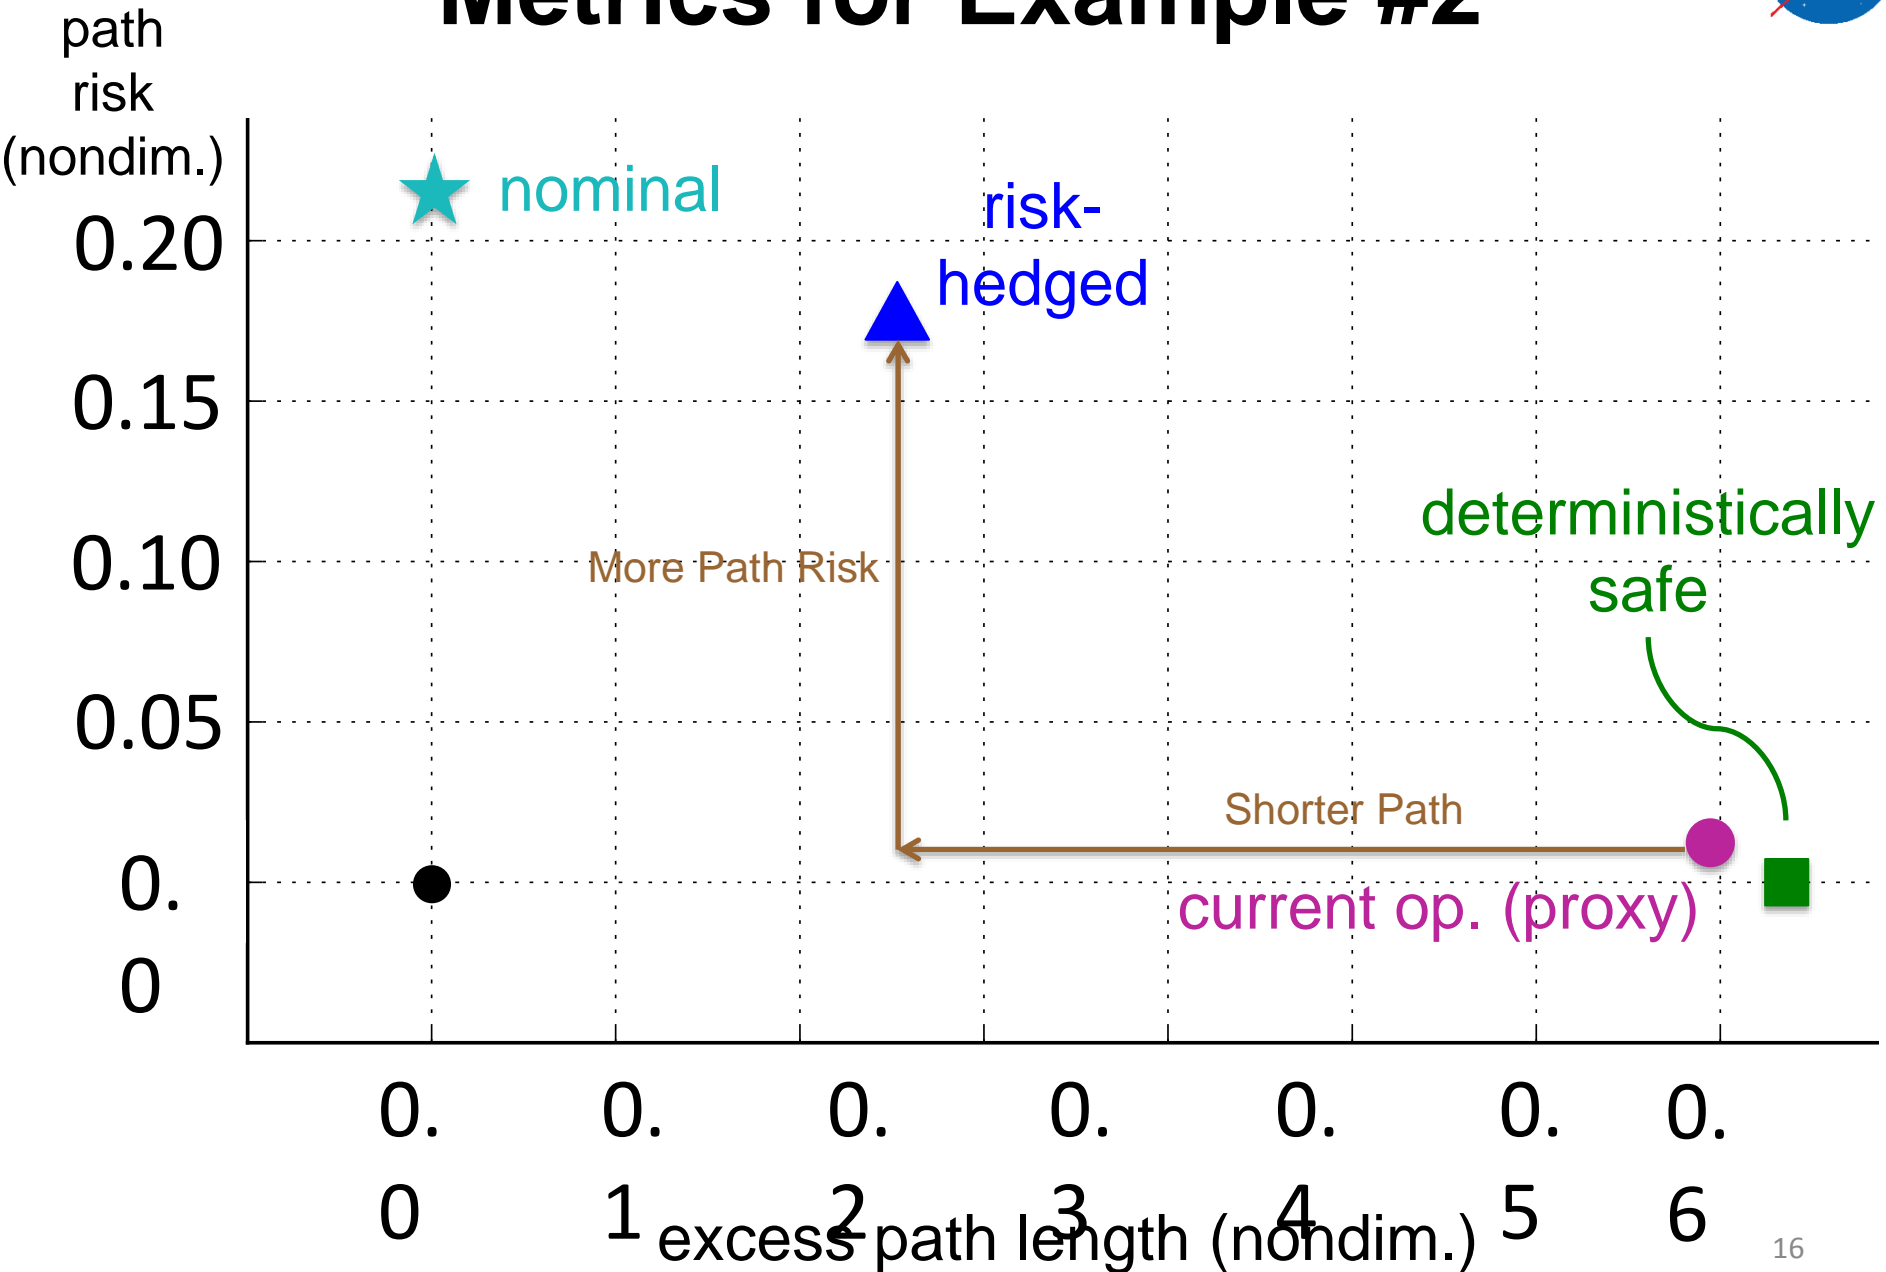 Metrics for Example #2
path
risk
(nondim.)
nominal
risk-
hedged
0.20
0.15
deterministically
safe
0.10
More Path Risk
0.05
Shorter Path
0.
0
current op. (proxy)
0. 0. 0. 0. 0. 0. 0.
0 1 2 3 4 5 6
excess path length (nondim.)
16